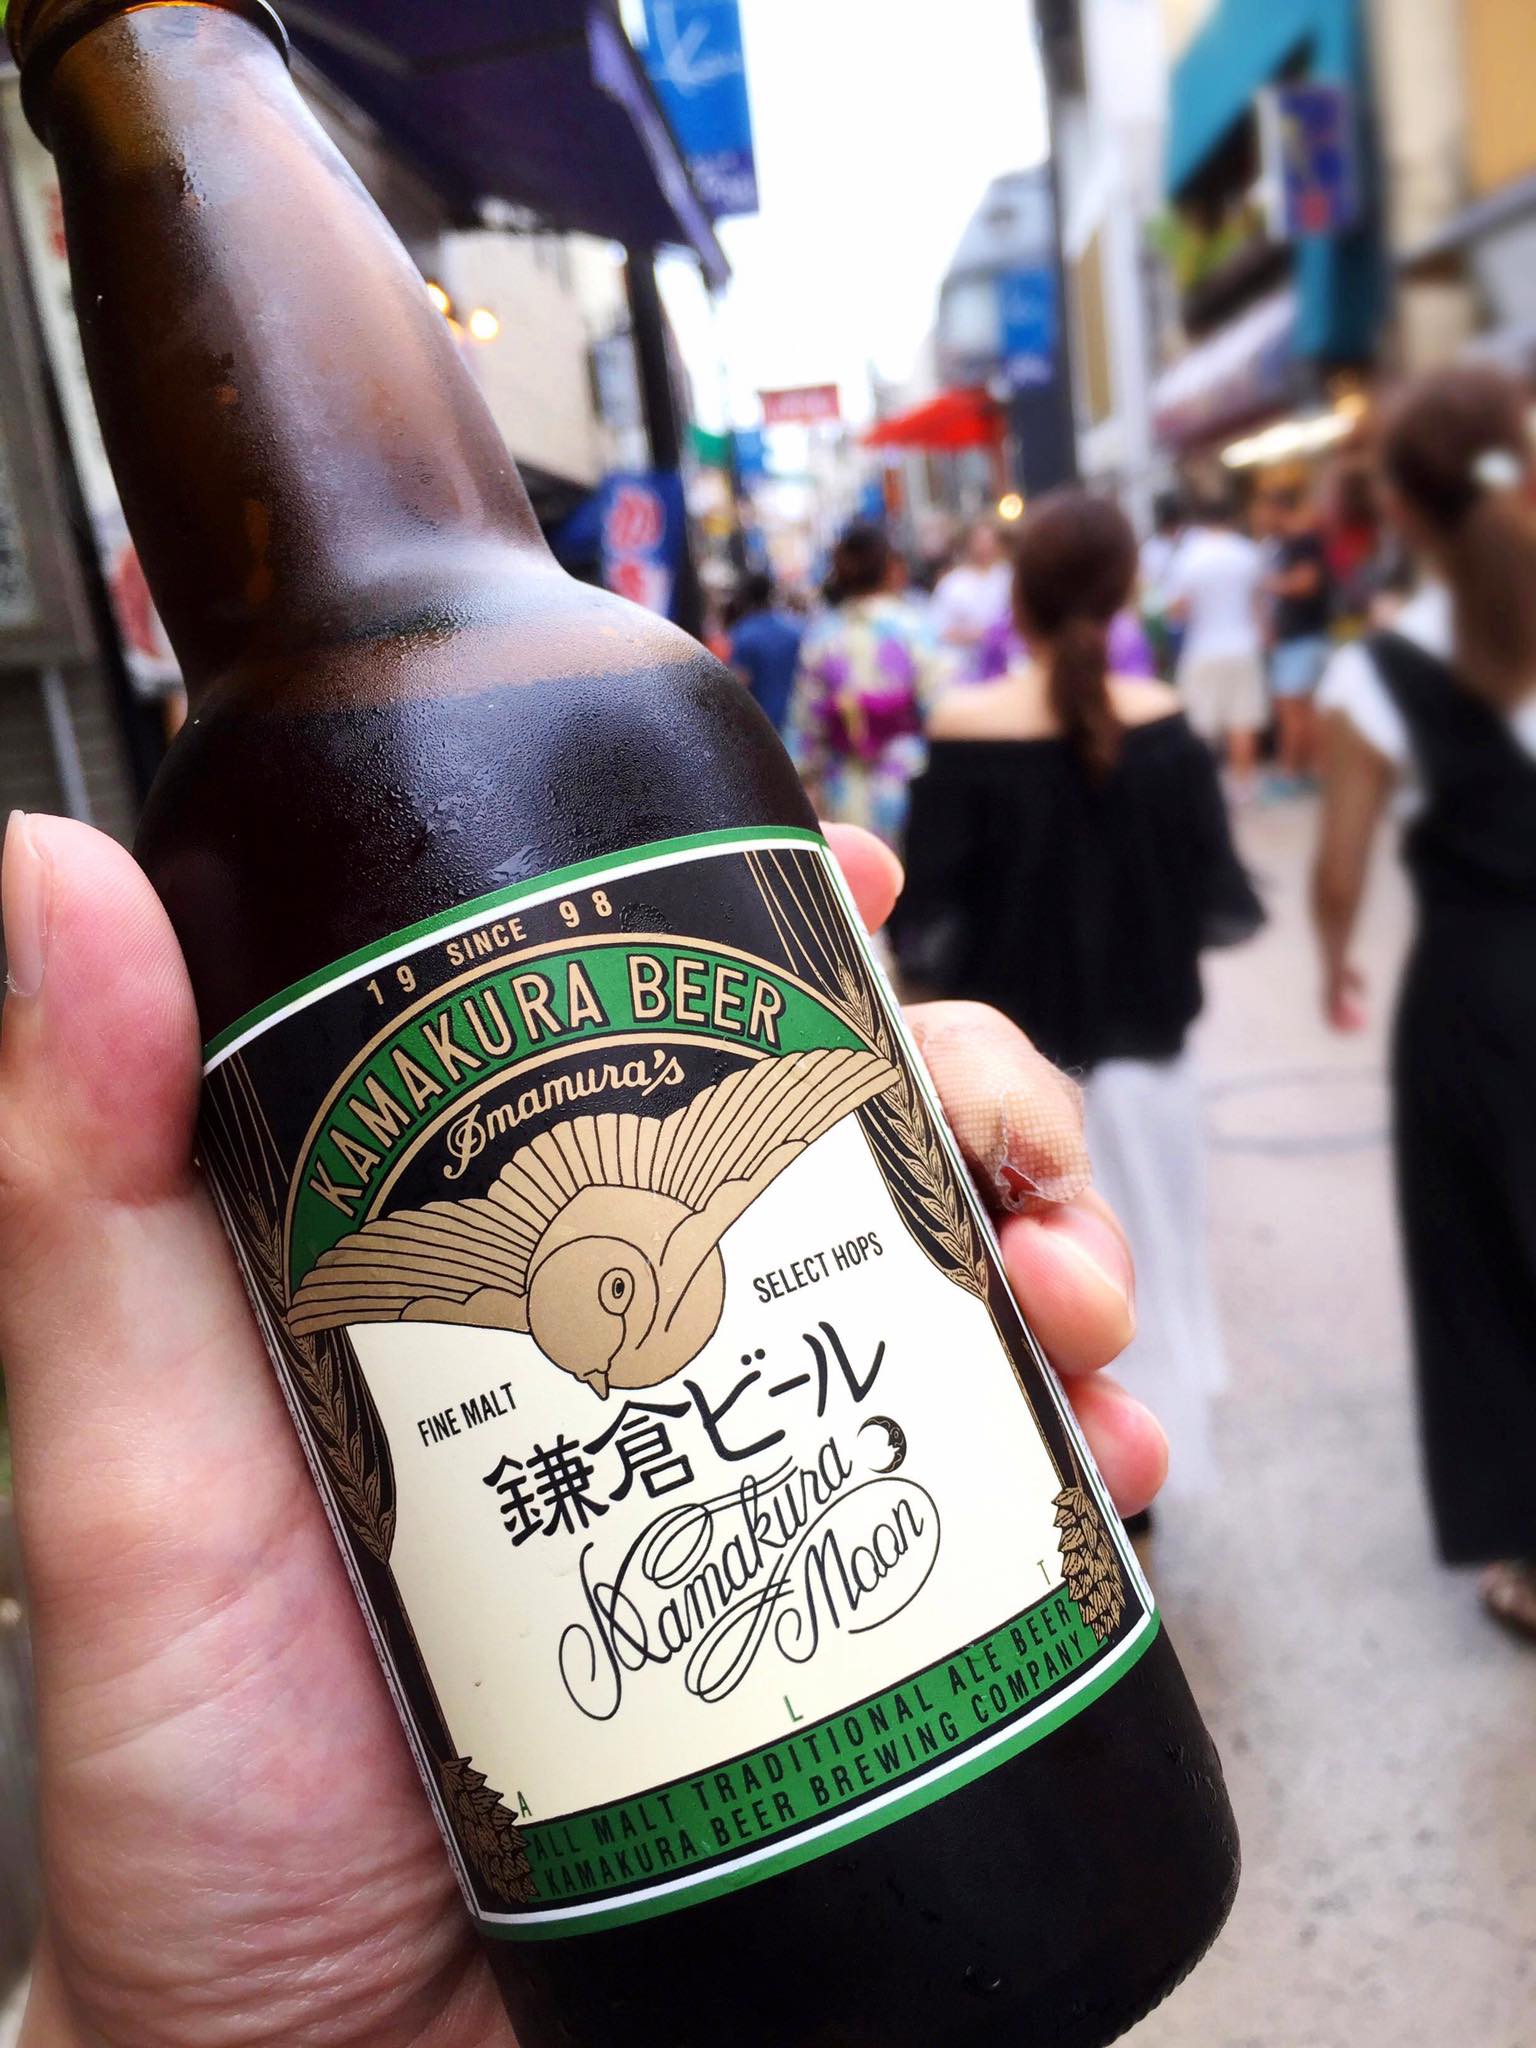 19 SINCE 98
KAMAKURA BEER
Imamura's
SELECT HOPS
FINE MALT
鎌倉ビール
Kamakura
Moon
A L T
ALL MALT TRADITIONAL ALE BEER
KAMAKURA BEER BREWING COMPANY